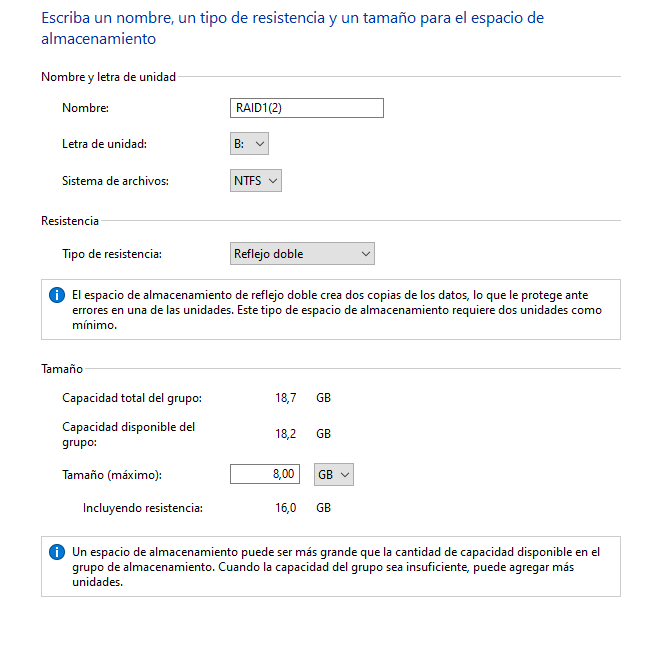 Escriba un nombre, un tipo de resistencia y un tamaño para el espacio de
almacenamiento
Nombre y letra de unidad
Nombre: RAID1(2)
Letra de unidad: B:
Sistema de archivos: NTFS
Resistencia
Tipo de resistencia: Reflejo doble
El espacio de almacenamiento de reflejo doble crea dos copias de los datos, lo que le protege ante
errores en una de las unidades. Este tipo de espacio de almacenamiento requiere dos unidades como
mínimo.
Tamaño
Capacidad total del grupo: 18,7 GB
Capacidad disponible del
grupo: 18,2 GB
Tamaño (máximo): 8,00 GB
Incluyendo resistencia: 16,0 GB
Un espacio de almacenamiento puede ser más grande que la cantidad de capacidad disponible en el
grupo de almacenamiento. Cuando la capacidad del grupo sea insuficiente, puede agregar más
unidades.